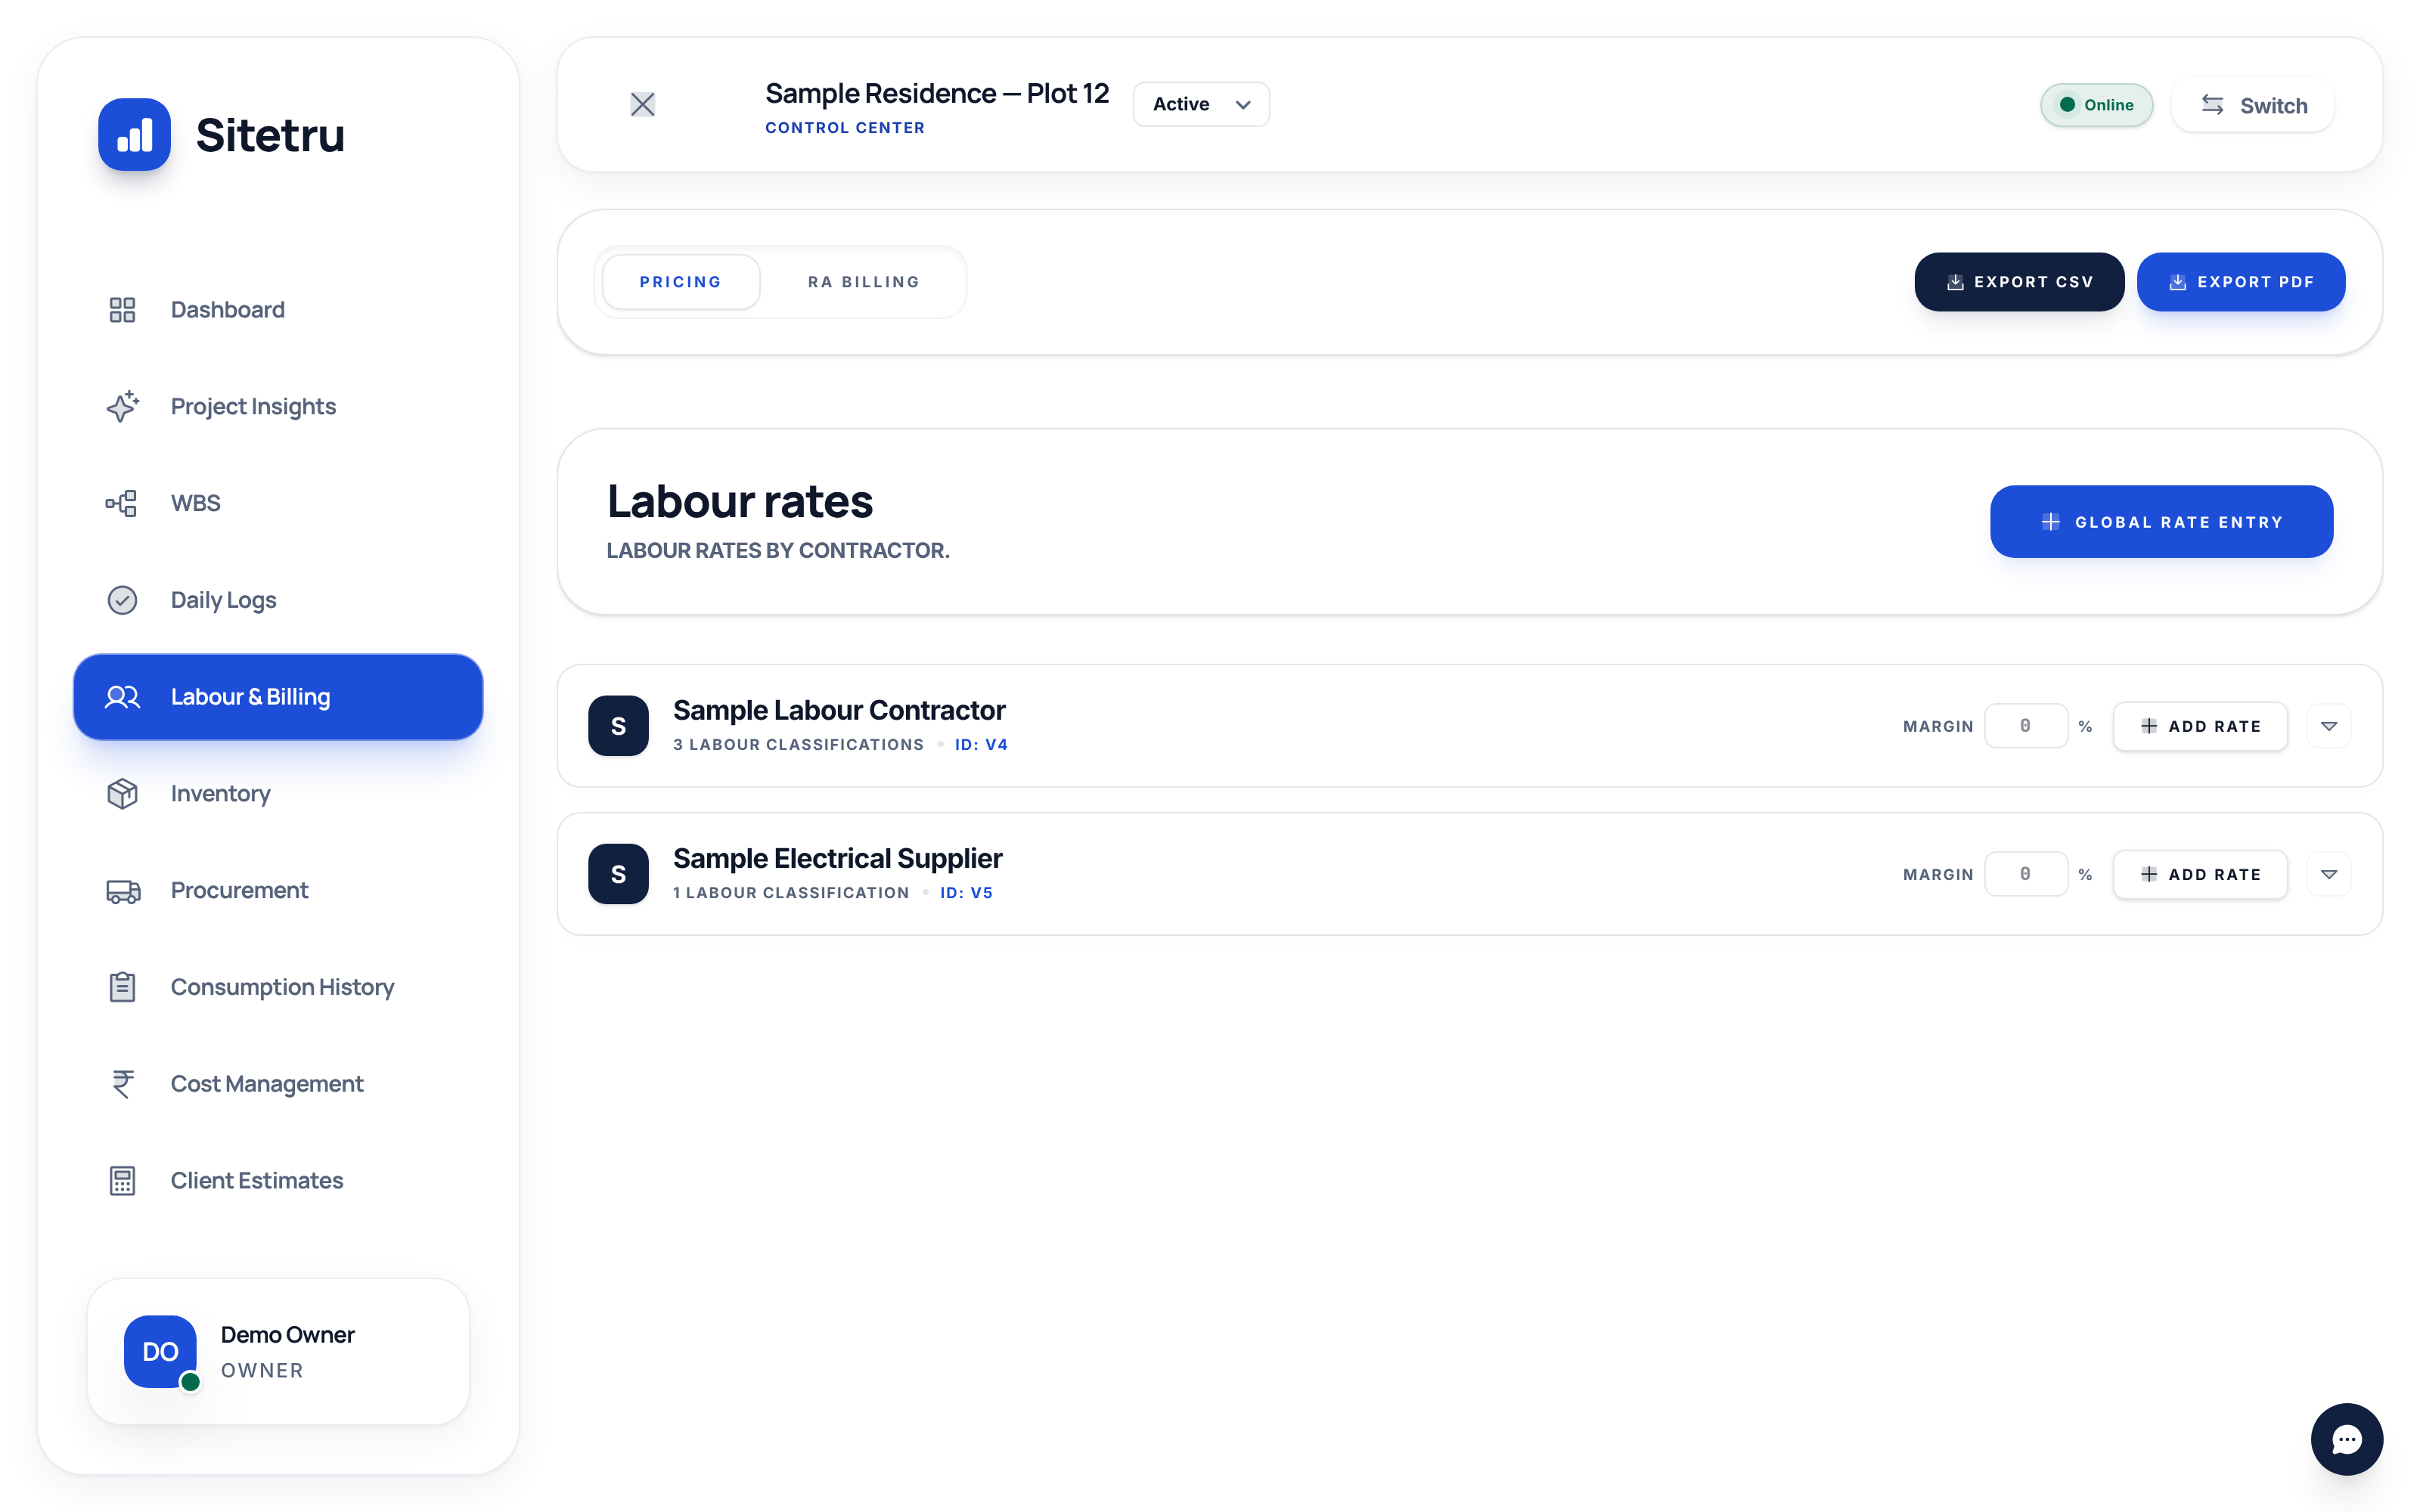 Sitetru
Dashboard
Project Insights
WBS
Daily Logs
Labour & Billing
Inventory
Procurement
Consumption History
Cost Management
Client Estimates
DO
Demo Owner
OWNER
Sample Residence — Plot 12
CONTROL CENTER
Active
Online
Switch
PRICING
RA BILLING
EXPORT CSV
EXPORT PDF
Labour rates
LABOUR RATES BY CONTRACTOR.
GLOBAL RATE ENTRY
S
Sample Labour Contractor
3 LABOUR CLASSIFICATIONS • ID: V4
MARGIN 0 %
ADD RATE
S
Sample Electrical Supplier
1 LABOUR CLASSIFICATION • ID: V5
MARGIN 0 %
ADD RATE